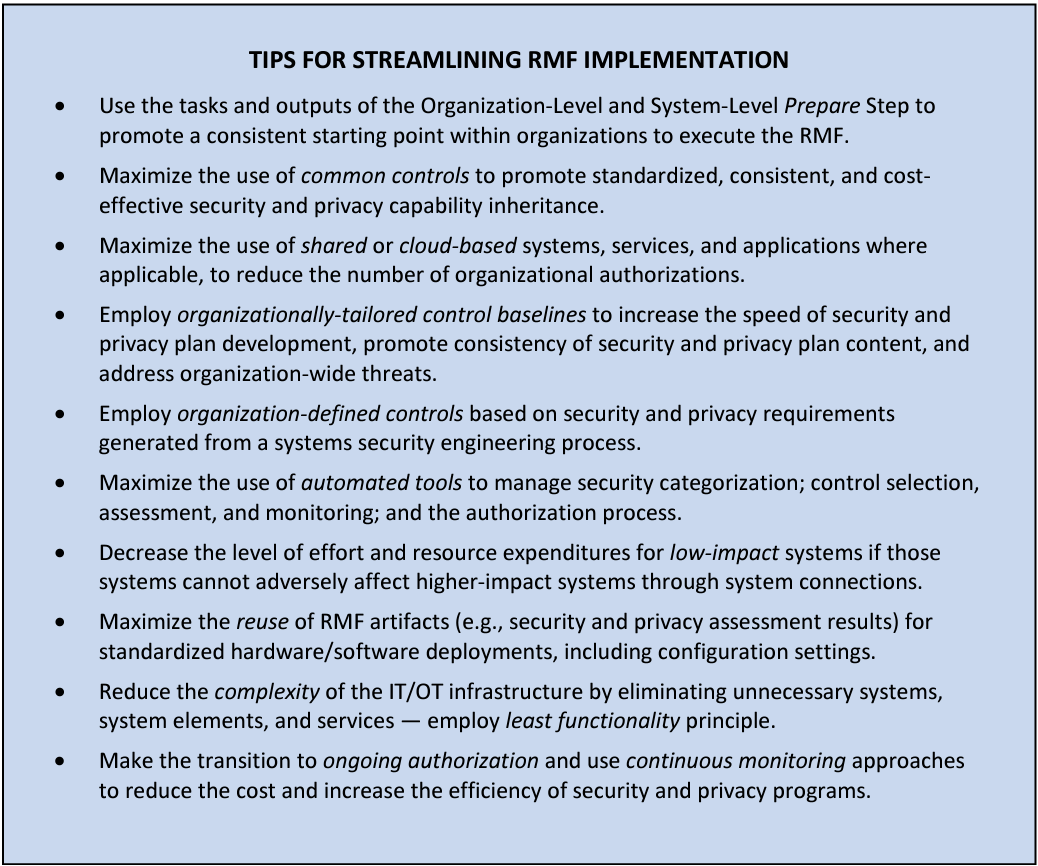 TIPS FOR STREAMLINING RMF IMPLEMENTATION
• Use the tasks and outputs of the Organization-Level and System-Level Prepare Step to
promote a consistent starting point within organizations to execute the RMF.
• Maximize the use of common controls to promote standardized, consistent, and cost-
effective security and privacy capability inheritance.
• Maximize the use of shared or cloud-based systems, services, and applications where
applicable, to reduce the number of organizational authorizations.
• Employ organizationally-tailored control baselines to increase the speed of security and
privacy plan development, promote consistency of security and privacy plan content, and
address organization-wide threats.
• Employ organization-defined controls based on security and privacy requirements
generated from a systems security engineering process.
• Maximize the use of automated tools to manage security categorization; control selection,
assessment, and monitoring; and the authorization process.
• Decrease the level of effort and resource expenditures for low-impact systems if those
systems cannot adversely affect higher-impact systems through system connections.
• Maximize the reuse of RMF artifacts (e.g., security and privacy assessment results) for
standardized hardware/software deployments, including configuration settings.
• Reduce the complexity of the IT/OT infrastructure by eliminating unnecessary systems,
system elements, and services — employ least functionality principle.
• Make the transition to ongoing authorization and use continuous monitoring approaches
to reduce the cost and increase the efficiency of security and privacy programs.